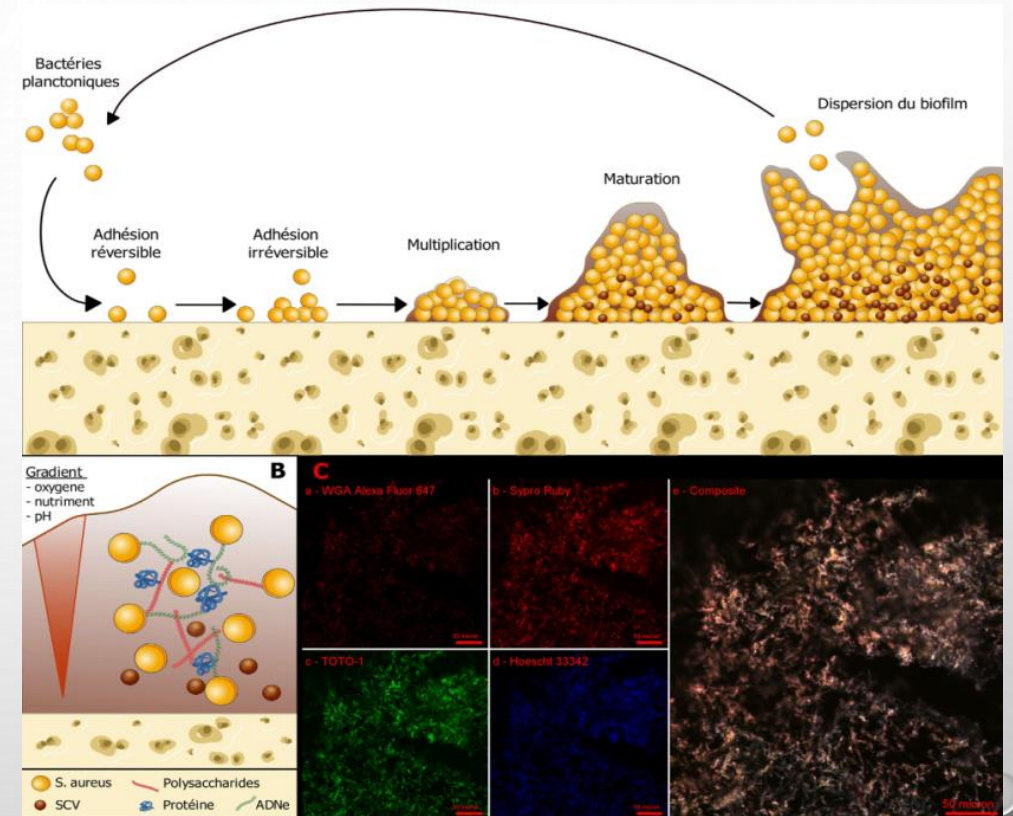 Bactéries
planctoniques
Dispersion du biofilm
Maturation
Adhésion
réversible
Adhésion
irréversible
Multiplication
Gradient
- oxygene
- nutriment
- pH
B
S. aureus
Polysaccharides
SCV
Protéine
ADNe
C
a - WGA Alexa Fluor 647
b - Sypro Ruby
c - TOTO-1
d - Hoescht 33342
e - Composite
50 micron